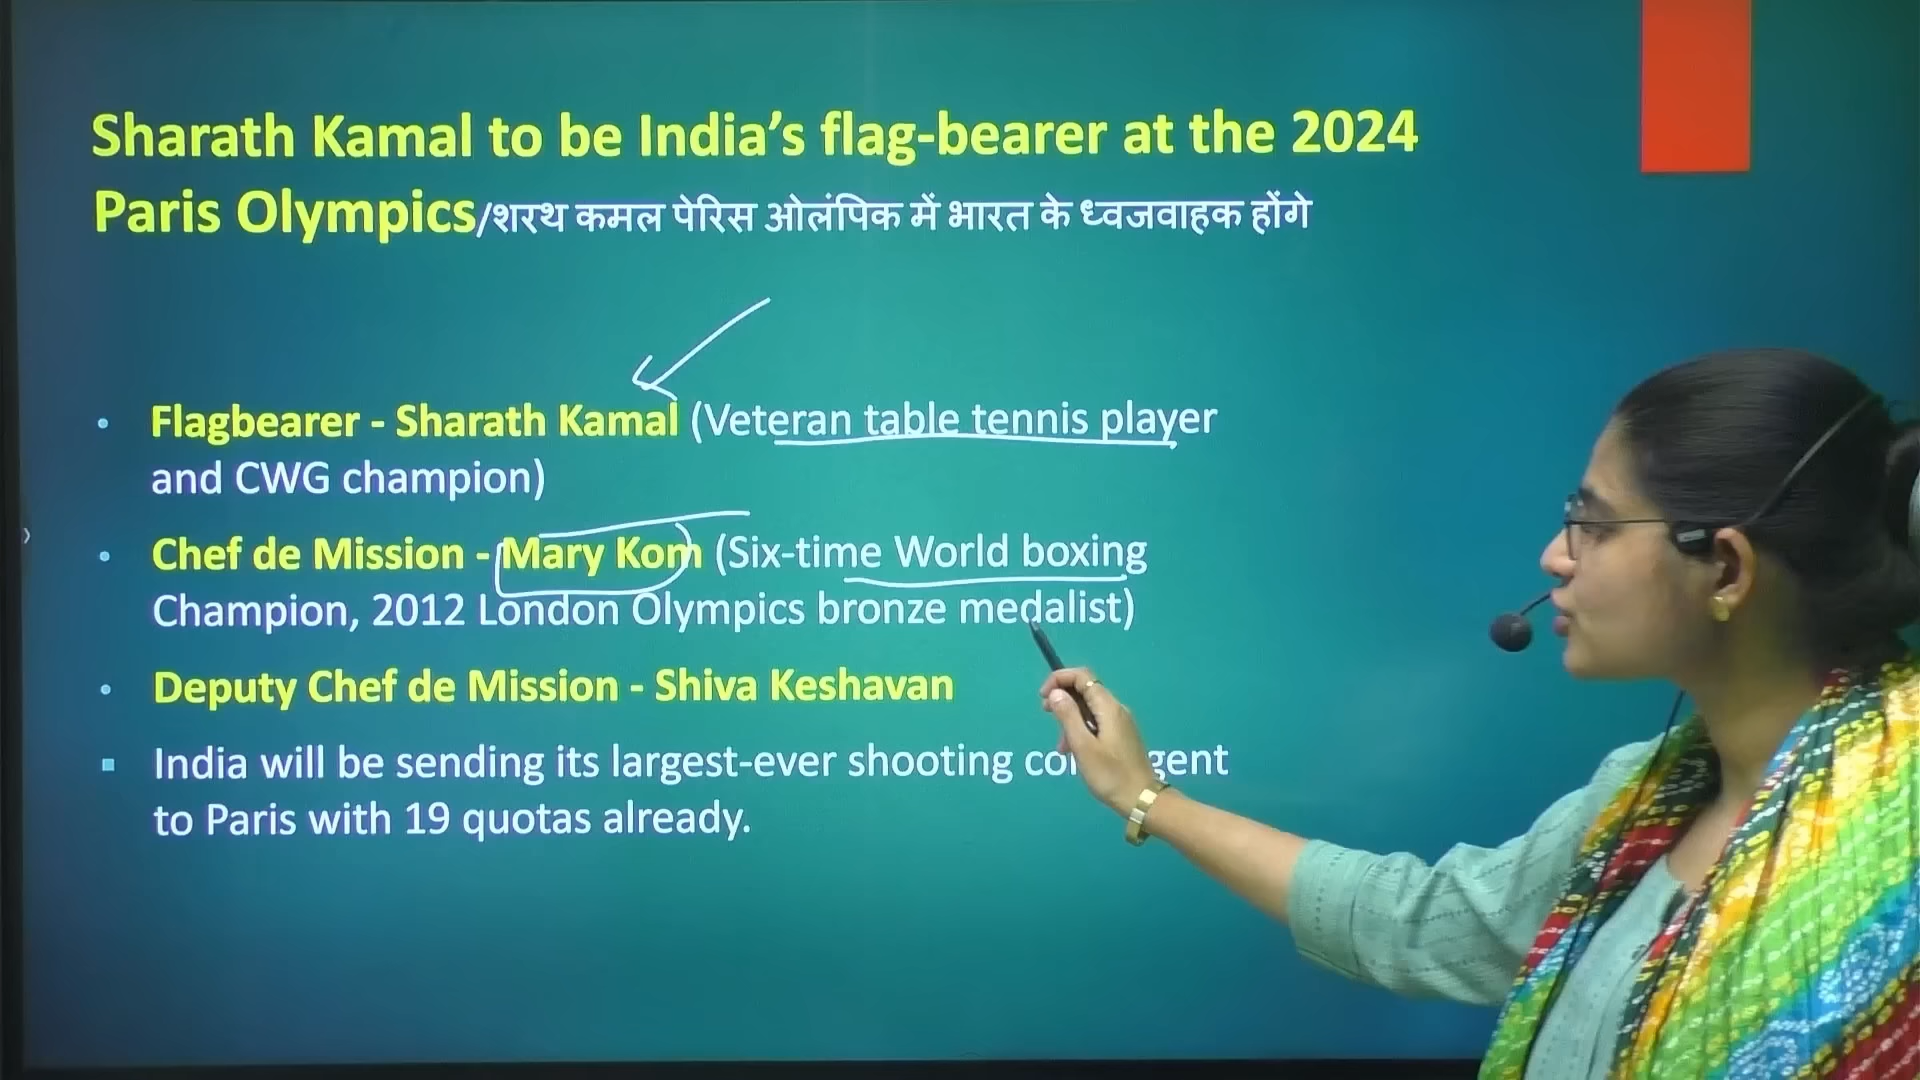 Sharath Kamal to be India’s flag-bearer at the 2024
Paris Olympics/शरथ कमल पेरिस ओलंपिक में भारत के ध्वजवाहक होंगे
• Flagbearer - Sharath Kamal (Veteran table tennis player
and CWG champion)
• Chef de Mission - Mary Kom (Six-time World boxing
Champion, 2012 London Olympics bronze medalist)
• Deputy Chef de Mission - Shiva Keshavan
▪ India will be sending its largest-ever shooting
to Paris with 19 quotas already.